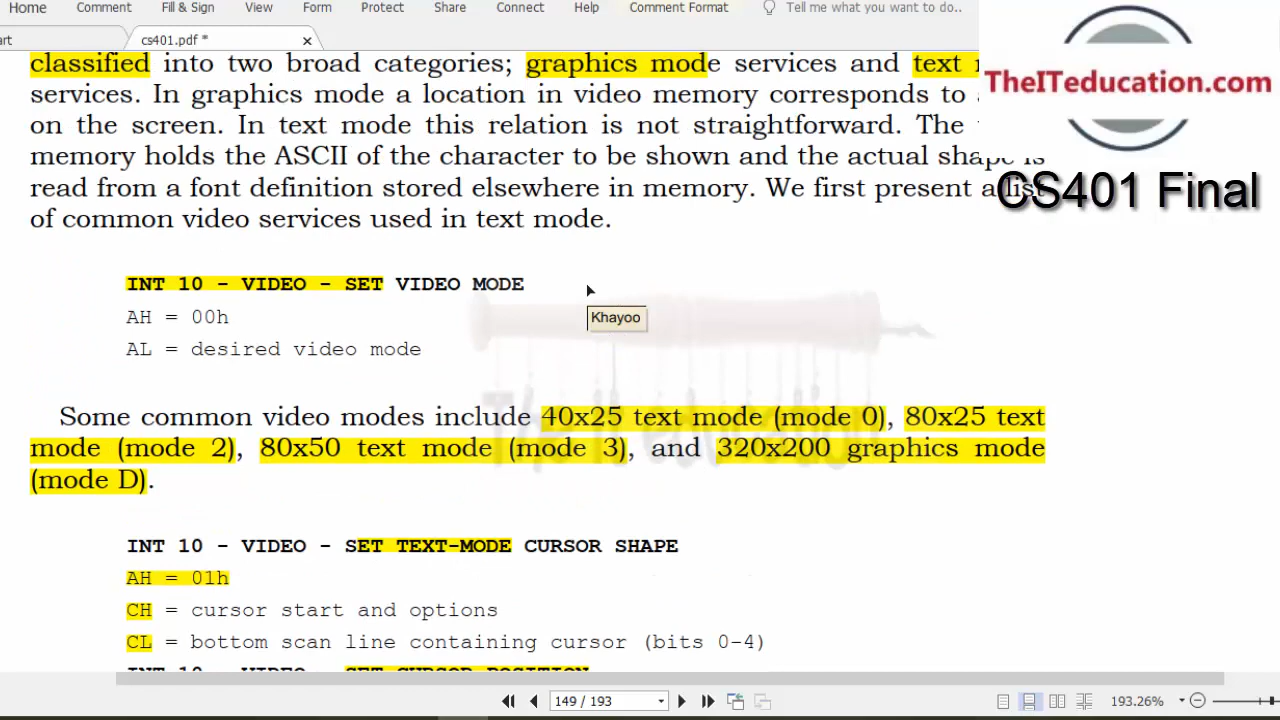 Home Comment Fill & Sign View Form Protect Share Connect Help Comment Format Tell me what you want to do..
art cs401.pdf * ×
TheITeducation.com
CS401 Final
classified into two broad categories; graphics mode services and text
services. In graphics mode a location in video memory corresponds to
on the screen. In text mode this relation is not straightforward. The
memory holds the ASCII of the character to be shown and the actual shape is
read from a font definition stored elsewhere in memory. We first present a list
of common video services used in text mode.
INT 10 - VIDEO - SET VIDEO MODE
Khayoo
AH = 00h
AL = desired video mode
Some common video modes include 40x25 text mode (mode 0), 80x25 text
mode (mode 2), 80x50 text mode (mode 3), and 320x200 graphics mode
(mode D).
INT 10 - VIDEO - SET TEXT-MODE CURSOR SHAPE
AH = 01h
CH = cursor start and options
CL = bottom scan line containing cursor (bits 0-4)
INT 10 - VIDEO - SET CURSOR POSITION
149 / 193
193.26%